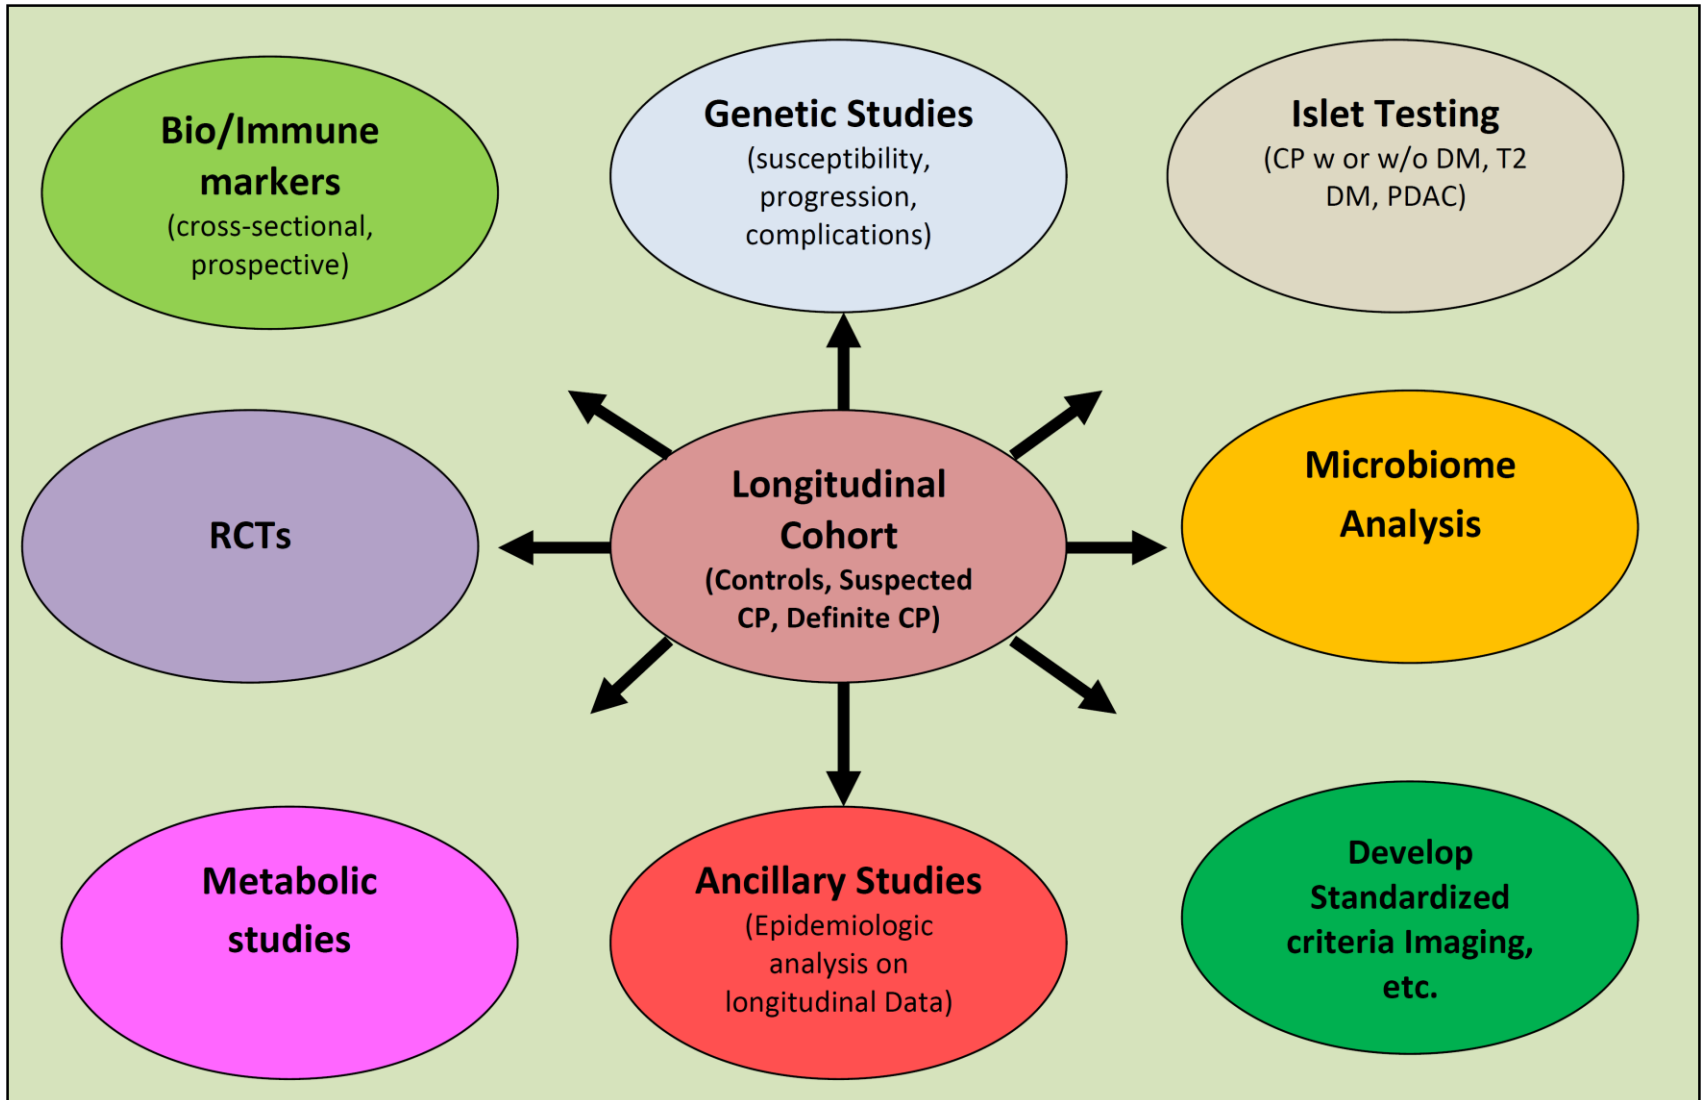 Bio/Immune
markers
(cross-sectional,
prospective)
Genetic Studies
(susceptibility,
progression,
complications)
Islet Testing
(CP w or w/o DM, T2
DM, PDAC)
RCTs
Longitudinal
Cohort
(Controls, Suspected
CP, Definite CP)
Microbiome
Analysis
Metabolic
studies
Ancillary Studies
(Epidemiologic
analysis on
longitudinal Data)
Develop
Standardized
criteria Imaging,
etc.